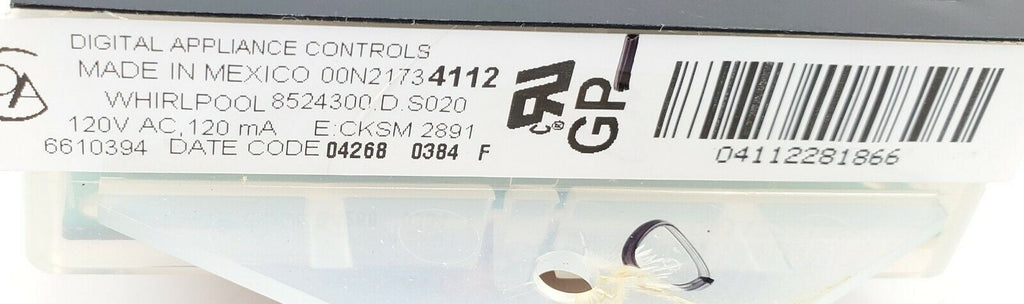 DIGITAL APPLIANCE CONTROLS
MADE IN MEXICO 00N21734112
WHIRLPOOL 8524300.D.S020
120V AC, 120 mA E:CKSM 2891
6610394 DATE CODE 04268 0384 F
GP
04112281866